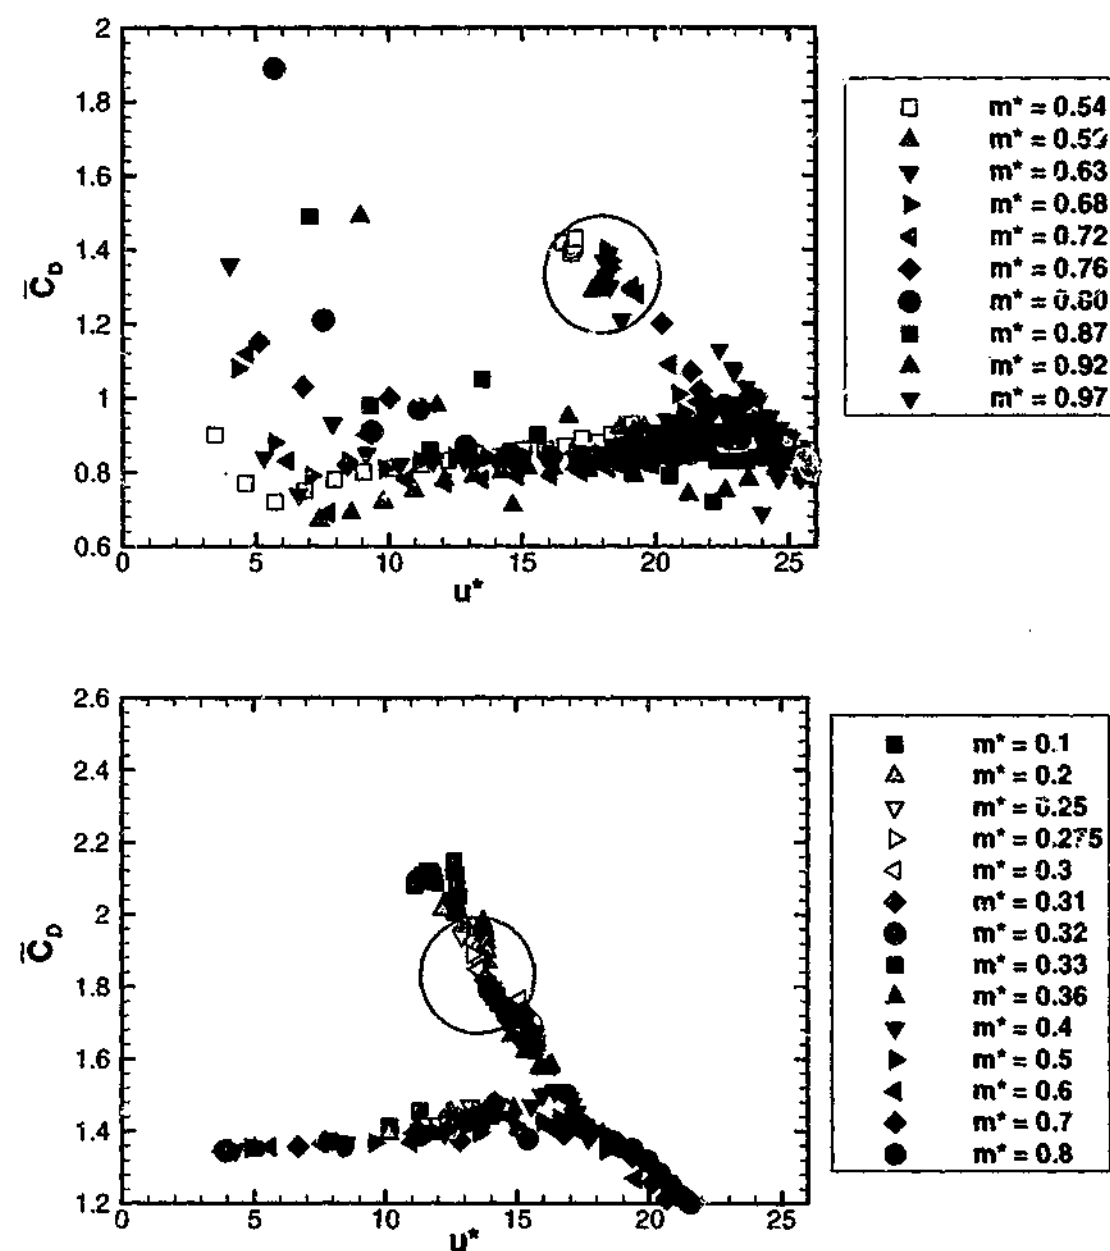 2
1.8
1.6
1.4
1.2
1
0.8
0.6
C̅D
0
5
10
15
20
25
u*
m* = 0.54
m* = 0.63
m* = 0.68
m* = 0.72
m* = 0.76
m* = 0.80
m* = 0.87
m* = 0.92
m* = 0.97
2.6
2.4
2.2
2
1.8
1.6
1.4
1.2
C̅D
0
5
10
15
20
25
u*
m* = 0.1
m* = 0.2
m* = 0.25
m* = 0.275
m* = 0.3
m* = 0.31
m* = 0.32
m* = 0.33
m* = 0.36
m* = 0.4
m* = 0.5
m* = 0.6
m* = 0.7
m* = 0.8